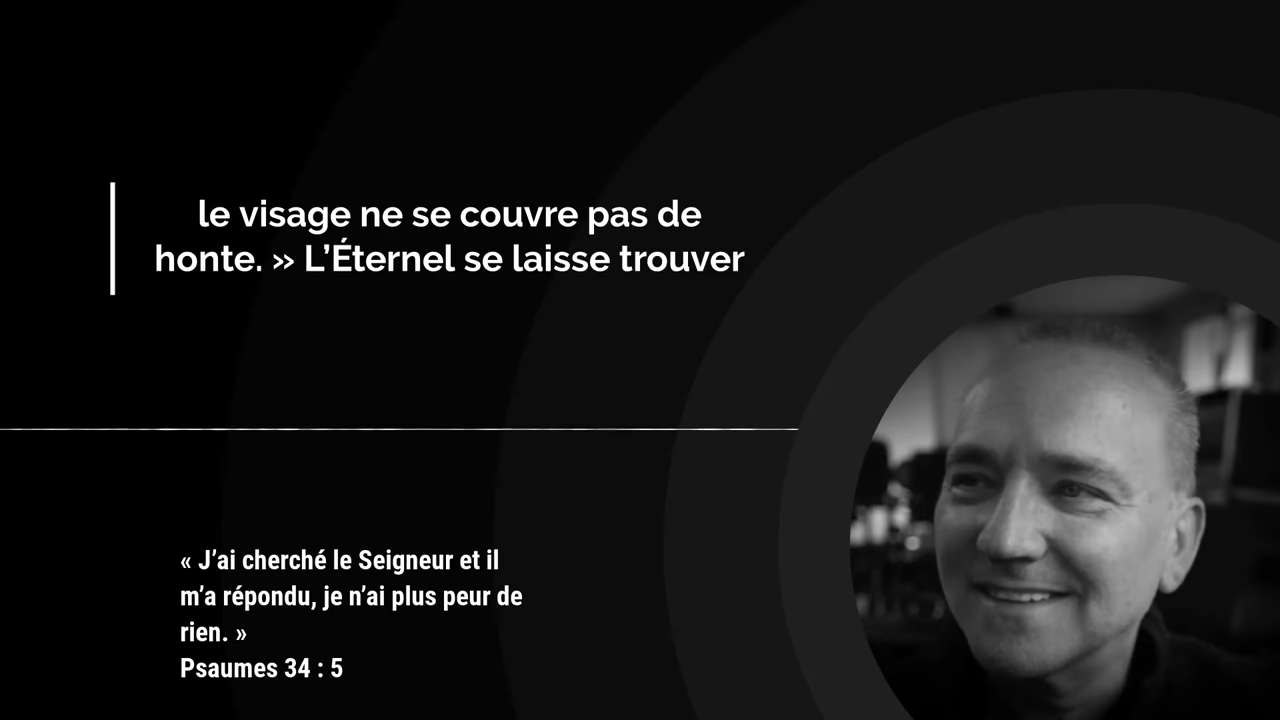 le visage ne se couvre pas de
honte. » L’Éternel se laisse trouver
« J’ai cherché le Seigneur et il
m’a répondu, je n’ai plus peur de
rien. »
Psaumes 34 : 5